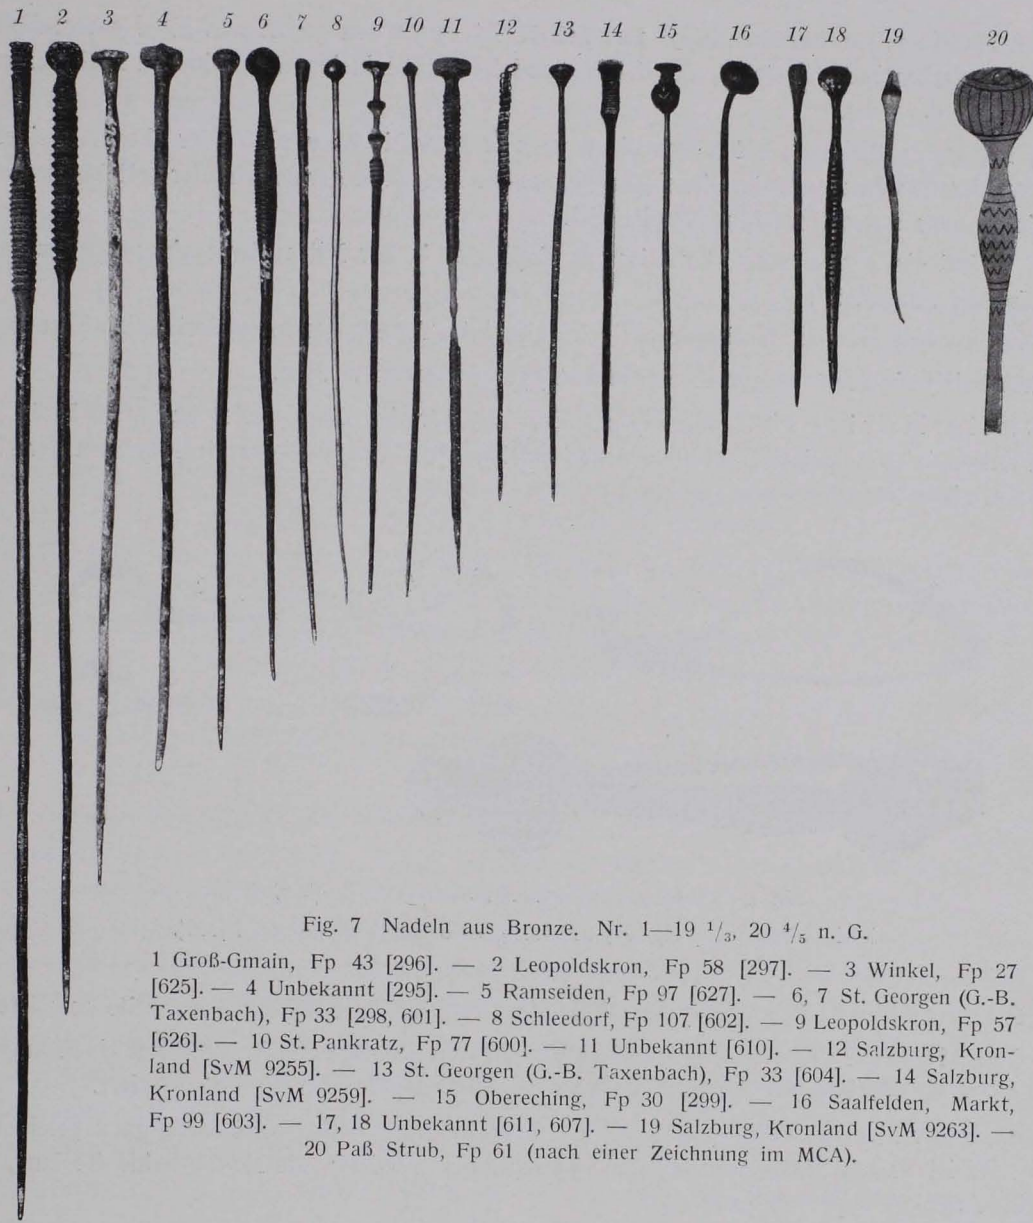 1 2 3 4 5 6 7 8 9 10 11 12 13 14 15 16 17 18 19 20
Fig. 7 Nadeln aus Bronze. Nr. 1—19 ¹/₃, 20 ⁴/₅ n. G.
1 Groß-Gmain, Fp 43 [296]. — 2 Leopoldskron, Fp 58 [297]. — 3 Winkel, Fp 27
[625]. — 4 Unbekannt [295]. — 5 Ramseiden, Fp 97 [627]. — 6, 7 St. Georgen (G.-B.
Taxenbach), Fp 33 [298, 601]. — 8 Schleedorf, Fp 107 [602]. — 9 Leopoldskron, Fp 57
[626]. — 10 St. Pankratz, Fp 77 [600]. — 11 Unbekannt [610]. — 12 Salzburg, Kron-
land [SvM 9255]. — 13 St. Georgen (G.-B. Taxenbach), Fp 33 [604]. — 14 Salzburg,
Kronland [SvM 9259]. — 15 Obereching, Fp 30 [299]. — 16 Saalfelden, Markt,
Fp 99 [603]. — 17, 18 Unbekannt [611, 607]. — 19 Salzburg, Kronland [SvM 9263]. —
20 Paß Strub, Fp 61 (nach einer Zeichnung im MCA).